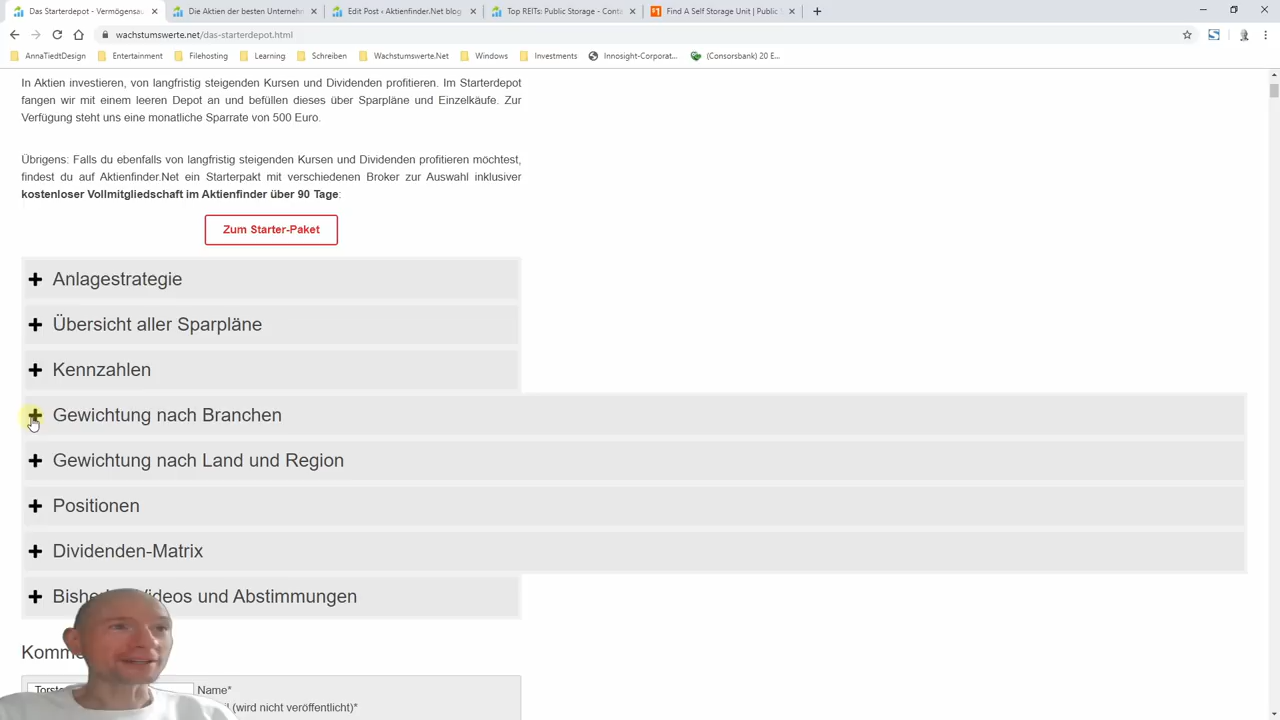 Das Starterdepot - Vermögensau
Die Aktien der besten Unternehm
Edit Post ‹ Aktienfinder.Net blog
Top REITs: Public Storage - Conta
Find A Self Storage Unit | Public S
wachstumswerte.net/das-starterdepot.html
AnnaTiedtDesign
Entertainment
Filehosting
Learning
Schreiben
Wachstumswerte.Net
Windows
Investments
Innosight-Corporat...
(Consorsbank) 20 E...
In Aktien investieren, von langfristig steigenden Kursen und Dividenden profitieren. Im Starterdepot
fangen wir mit einem leeren Depot an und befüllen dieses über Sparpläne und Einzelkäufe. Zur
Verfügung steht uns eine monatliche Sparrate von 500 Euro.
Übrigens: Falls du ebenfalls von langfristig steigenden Kursen und Dividenden profitieren möchtest,
findest du auf Aktienfinder.Net ein Starterpakt mit verschiedenen Broker zur Auswahl inklusiver
kostenloser Vollmitgliedschaft im Aktienfinder über 90 Tage:
Zum Starter-Paket
Anlagestrategie
Übersicht aller Sparpläne
Kennzahlen
Gewichtung nach Branchen
Gewichtung nach Land und Region
Positionen
Dividenden-Matrix
und Abstimmungen
Name*
(wird nicht veröffentlicht)*